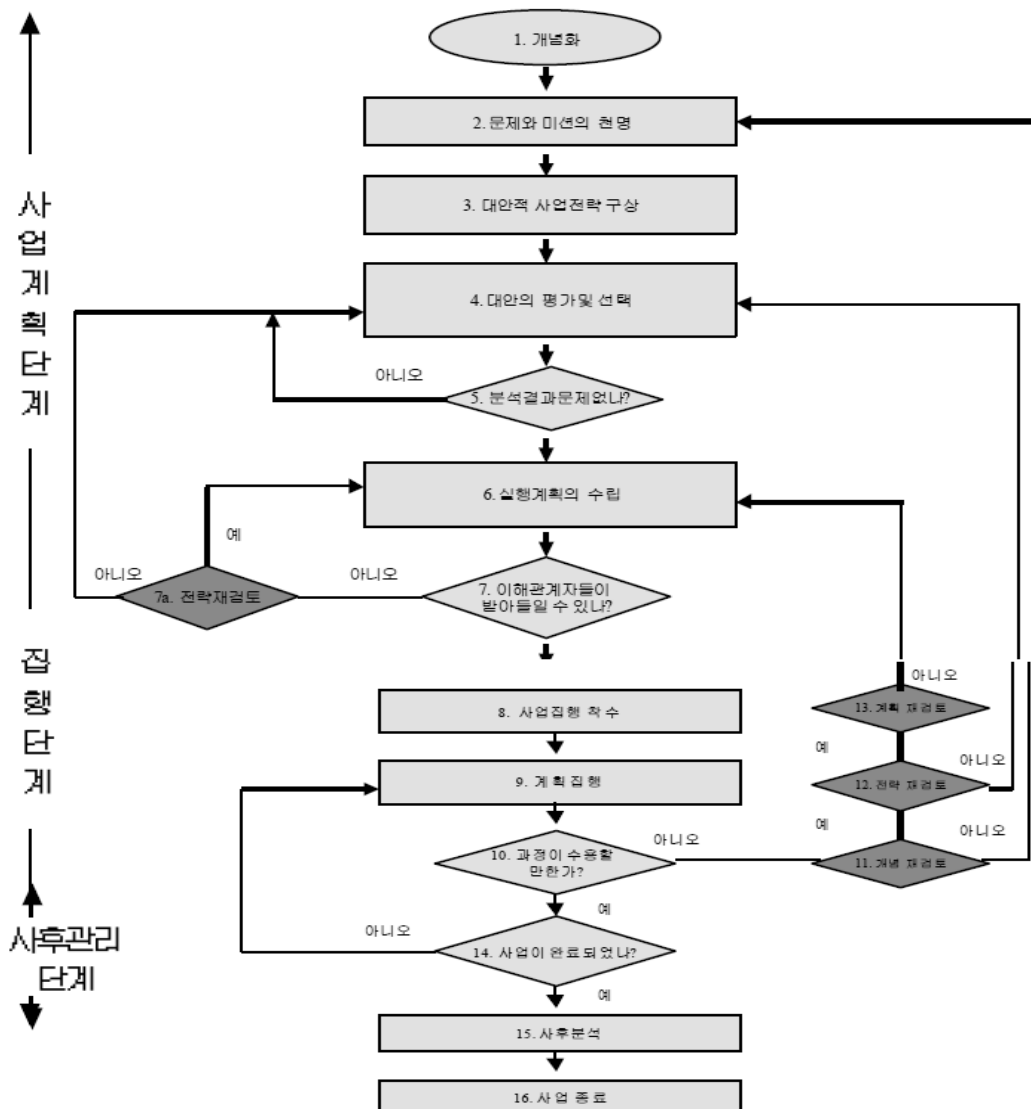 사업계획단계
집행단계
사후관리
단계
1. 개념화
2. 문제와 미션의 천명
3. 대안적 사업전략 구상
4. 대안의 평가및 선택
아니오
5. 분석결과문제없나?
6. 실행계획의 수립
예
아니오
7a. 전략재검토
아니오
7. 이해관계자들이
받아들일 수 있나?
8. 사업집행 착수
아니오
13. 계획 재검토
예
9. 계획집행
아니오
12. 전략 재검토
예
10. 과정이 수용할
만한가?
아니오
아니오
11. 개념 재검토
예
아니오
14. 사업이 완료되었나?
예
15. 사후분석
16. 사업 종료